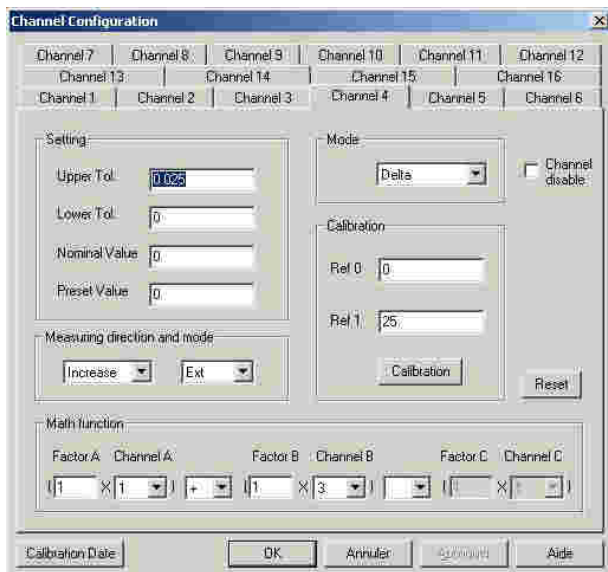 Channel Configuration
Channel 7 Channel 8 Channel 9 Channel 10 Channel 11 Channel 12
Channel 13 Channel 14 Channel 15 Channel 16
Channel 1 Channel 2 Channel 3 Channel 4 Channel 5 Channel 6
Setting
Upper Tol. 0.025
Lower Tol. 0
Nominal Value 0
Preset Value 0
Mode
Delta
Channel disable
Calibration
Ref 0 0
Ref 1 25
Calibration
Measuring direction and mode
Increase Ext
Reset
Math function
Factor A Channel A Factor B Channel B Factor C Channel C
( 1 X 1 ) + ( 1 X 3 ) ( X )
Calibration Date OK Annuler Aide